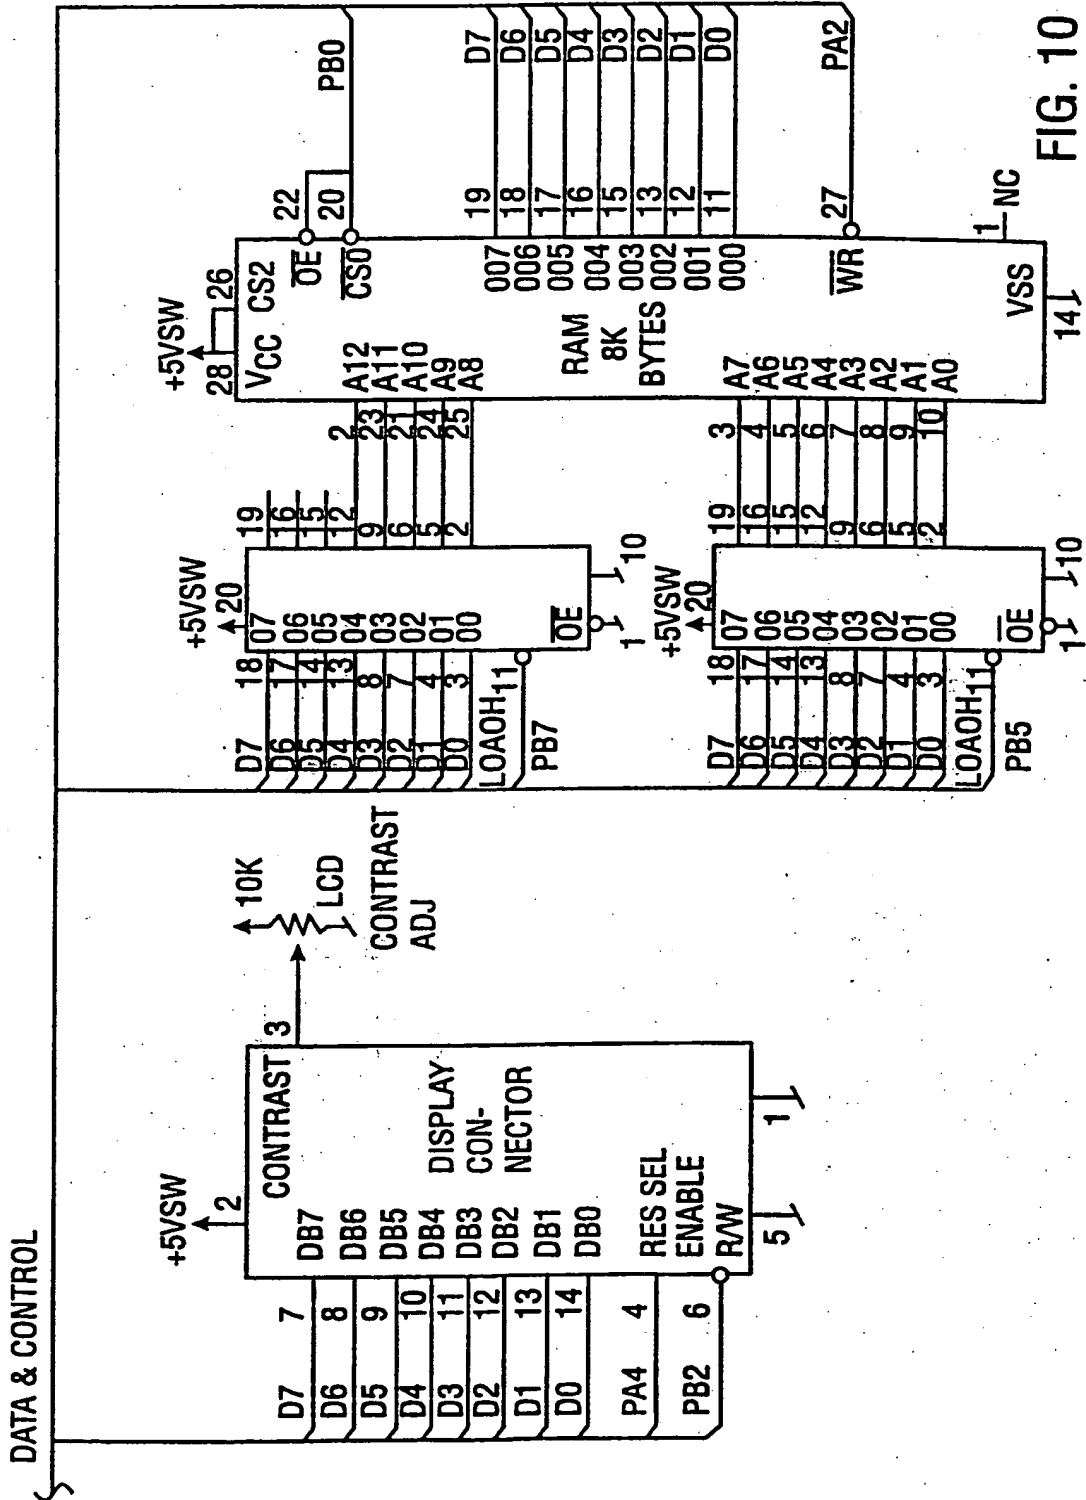 DATA & CONTROL
+5VSW
2
CONTRAST 3
10K
LCD
CONTRAST
ADJ
D7 7 DB7
D6 8 DB6
D5 9 DB5
D4 10 DB4
D3 11 DB3
D2 12 DB2
D1 13 DB1
D0 14 DB0
DISPLAY
CON-
NECTOR
PA4 4 RES SEL
ENABLE
PB2 6 R/W
5
1
+5VSW
20
D7 18 07 19
D6 17 06 16
D5 14 05 15
D4 13 04 12
D3 8 03 9
D2 7 02 6
D1 4 01 5
D0 3 00 2
LOAOH 11
PB7
OE
1
10
+5VSW
20
D7 18 07 19
D6 17 06 16
D5 14 05 15
D4 13 04 12
D3 8 03 9
D2 7 02 6
D1 4 01 5
D0 3 00 2
LOAOH 11
PB5
OE
1
10
+5VSW
28
26
VCC CS2
2 A12
23 A11
21 A10
24 A9
25 A8
3 A7
4 A6
5 A5
6 A4
7 A3
8 A2
9 A1
10 A0
RAM
8K
BYTES
OE 22
CS0 20 PB0
007 19 D7
006 18 D6
005 17 D5
004 16 D4
003 15 D3
002 13 D2
001 12 D1
000 11 D0
WR 27 PA2
VSS
14
1 NC
FIG. 10